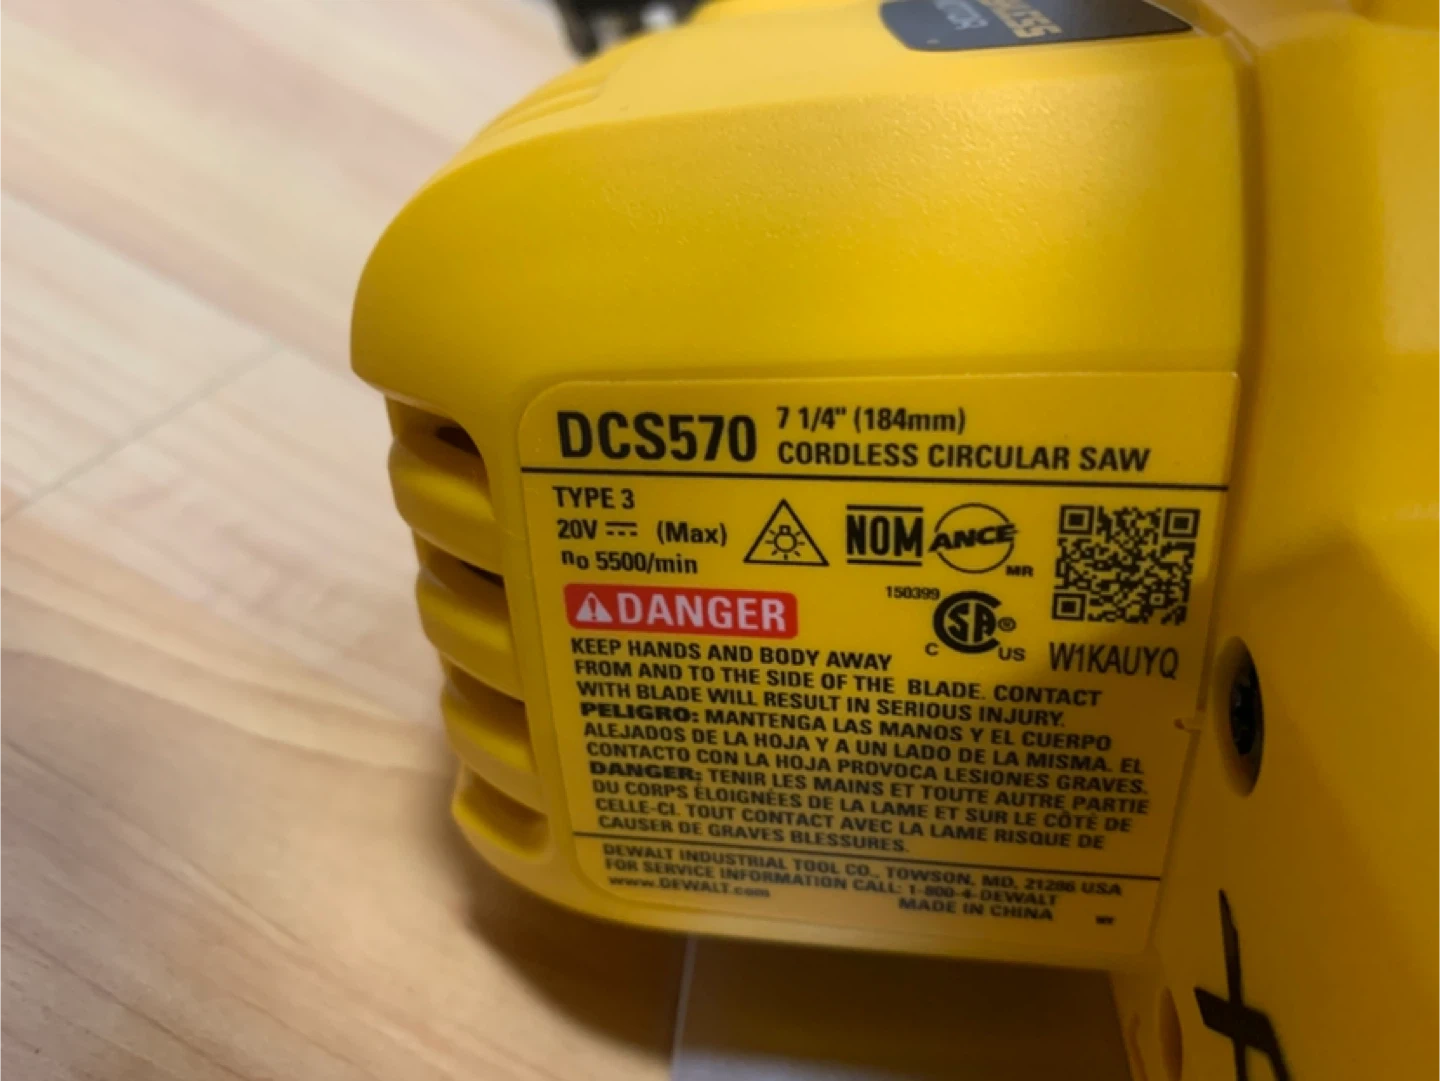 MOTOR
DCS570 7 1/4" (184mm)
CORDLESS CIRCULAR SAW
TYPE 3
20V ⎓ (Max)
n₀ 5500/min
NOM
ANCE
MR
150399
CSA®
C US
W1KAUYQ
⚠DANGER
KEEP HANDS AND BODY AWAY
FROM AND TO THE SIDE OF THE BLADE. CONTACT
WITH BLADE WILL RESULT IN SERIOUS INJURY.
PELIGRO: MANTENGA LAS MANOS Y EL CUERPO
ALEJADOS DE LA HOJA Y A UN LADO DE LA MISMA. EL
CONTACTO CON LA HOJA PROVOCA LESIONES GRAVES.
DANGER: TENIR LES MAINS ET TOUTE AUTRE PARTIE
DU CORPS ÉLOIGNÉES DE LA LAME ET SUR LE CÔTÉ DE
CELLE-CI. TOUT CONTACT AVEC LA LAME RISQUE DE
CAUSER DE GRAVES BLESSURES.
DEWALT INDUSTRIAL TOOL CO., TOWSON, MD, 21286 USA
FOR SERVICE INFORMATION CALL: 1-800-4-DEWALT
www.DEWALT.com MADE IN CHINA